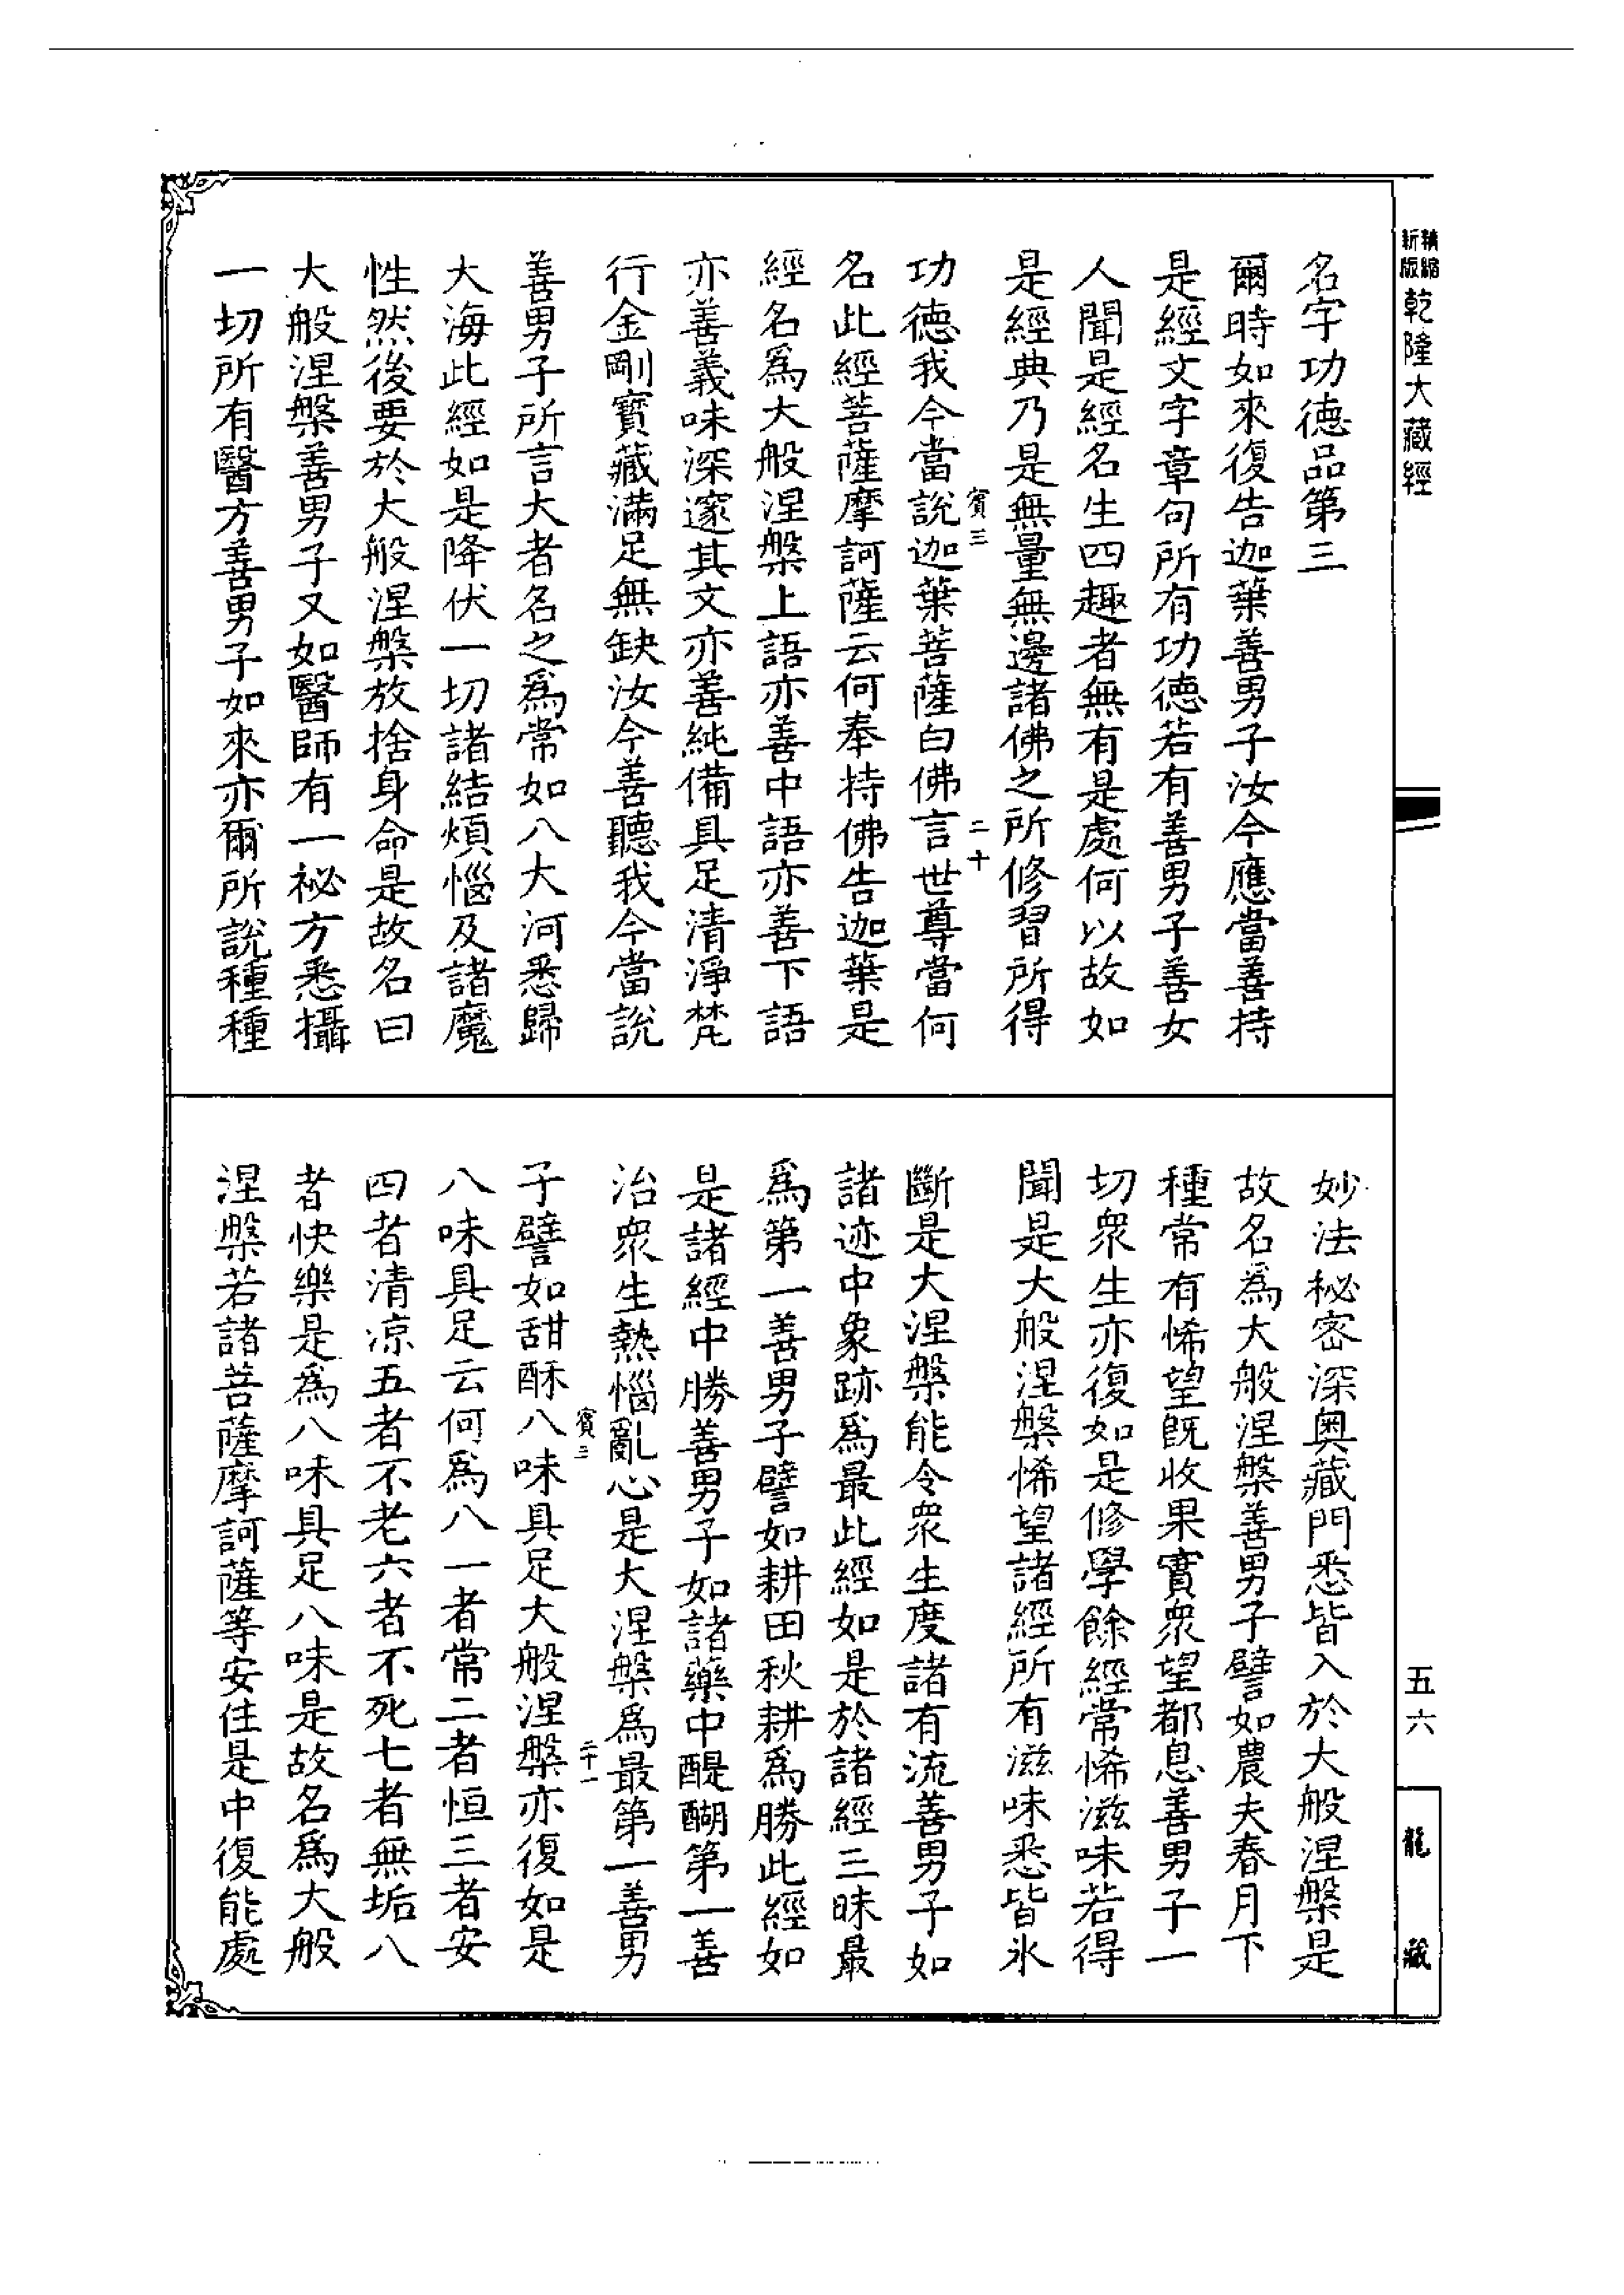 精縮
新版
乾隆大藏經
名字功德品第三
爾時如來復告迦葉善男子汝今應當善持
是經文字章句所有功德若有善男子善女
人聞是經名生四趣者無有是處何以故如
是經典乃是無量無邊諸佛之所修習所得
賓三
二十
功德我今當說迦葉菩薩白佛言世尊當何
名此經菩薩摩訶薩云何奉持佛告迦葉是
經名爲大般涅槃上語亦善中語亦善下語
亦善義味深邃其文亦善純備具足清淨梵
行金剛寶藏滿足無缺汝今善聽我今當說
善男子所言大者名之爲常如八大河悉歸
大海此經如是降伏一切諸結煩惱及諸魔
性然後要於大般涅槃放捨身命是故名曰
大般涅槃善男子又如醫師有一祕方悉攝
一切所有醫方善男子如來亦爾所說種種
妙法秘密深奧藏門悉皆入於大般涅槃是
故名爲大般涅槃善男子譬如農夫春月下
種常有悕望既收果實衆望都息善男子一
切衆生亦復如是修學餘經常悕滋味若得
聞是大般涅槃悕望諸經所有滋味悉皆永
斷是大涅槃能令衆生度諸有流善男子如
諸迹中象跡爲最此經如是於諸經三昧最
爲第一善男子譬如耕田秋耕爲勝此經如
是諸經中勝善男子如諸藥中醍醐第一善
治衆生熱惱亂心是大涅槃爲最第一善男
賓三
二十一
子譬如甜酥八味具足大般涅槃亦復如是
八味具足云何爲八一者常二者恒三者安
四者清凉五者不老六者不死七者無垢八
者快樂是爲八味具足八味是故名爲大般
涅槃若諸菩薩摩訶薩等安住是中復能處
五六
龍藏